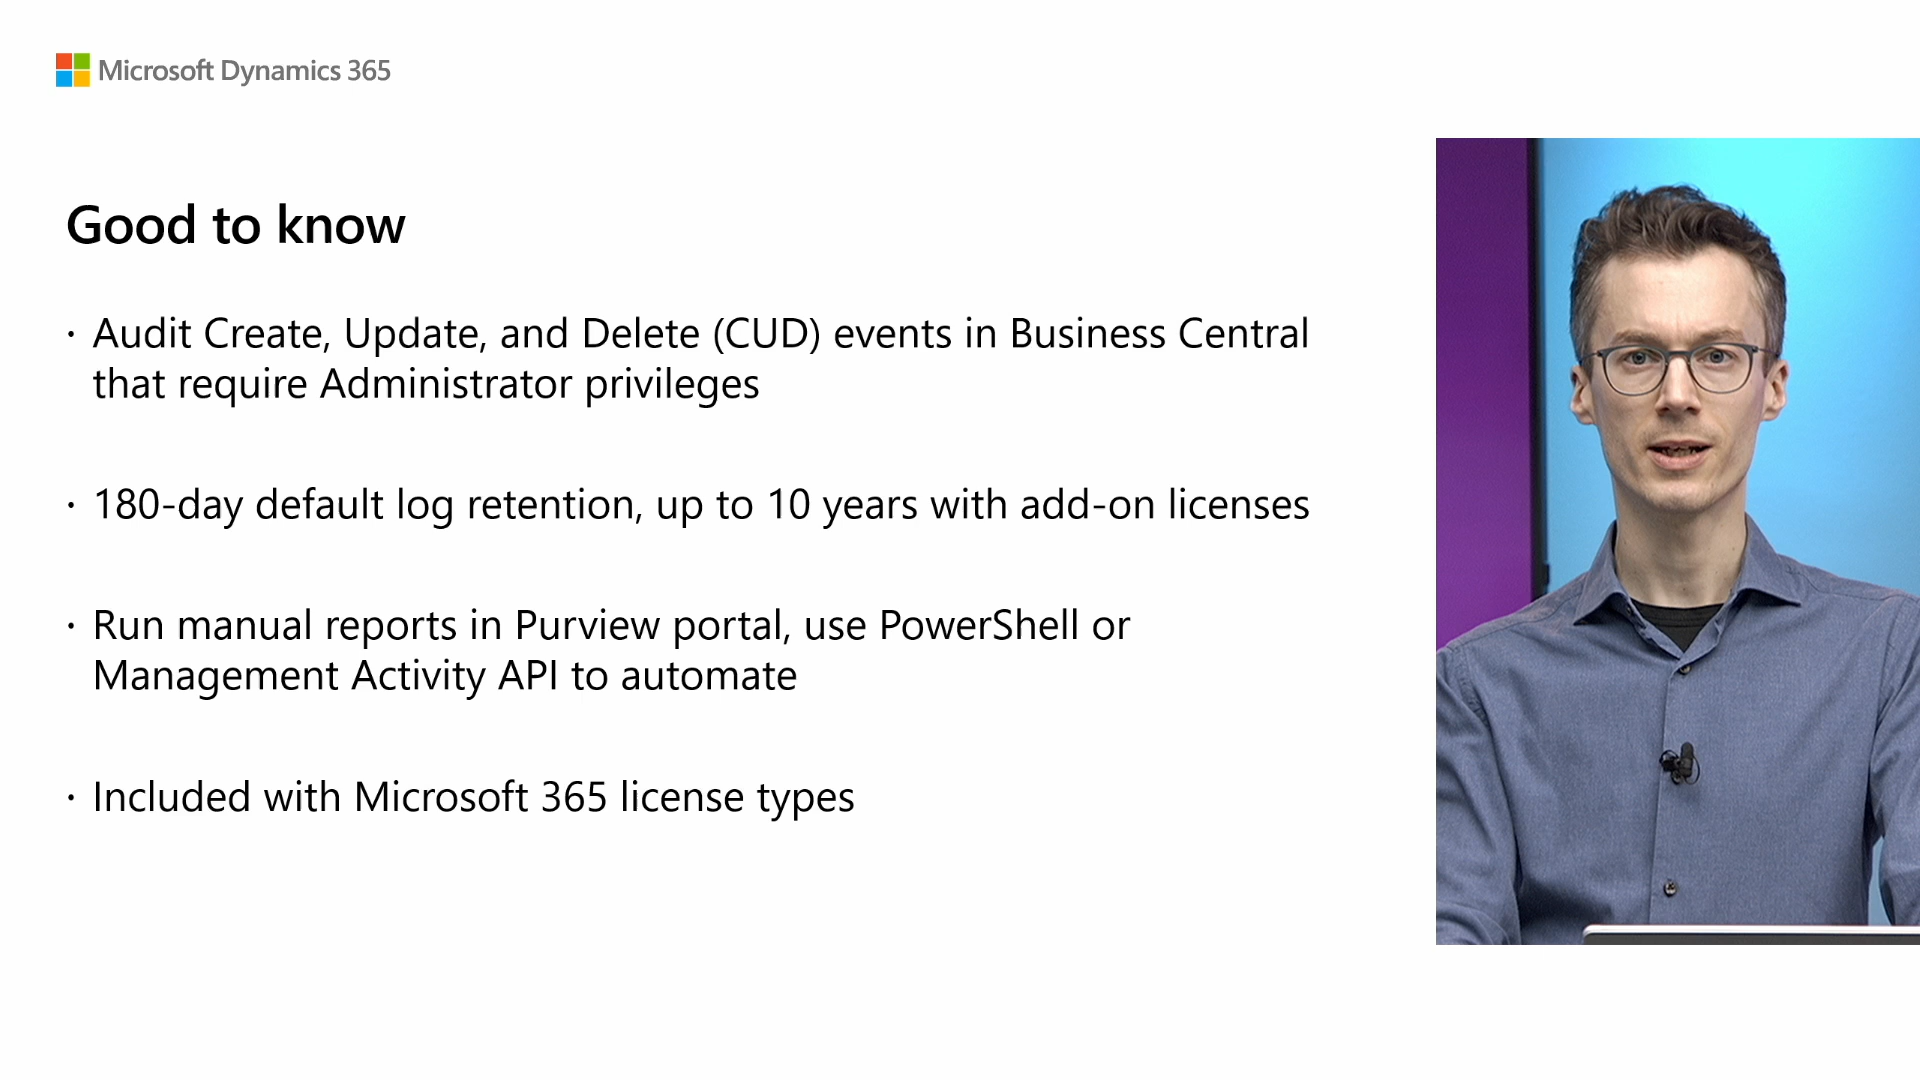 Microsoft Dynamics 365
Good to know
· Audit Create, Update, and Delete (CUD) events in Business Central
that require Administrator privileges
· 180-day default log retention, up to 10 years with add-on licenses
· Run manual reports in Purview portal, use PowerShell or
Management Activity API to automate
· Included with Microsoft 365 license types